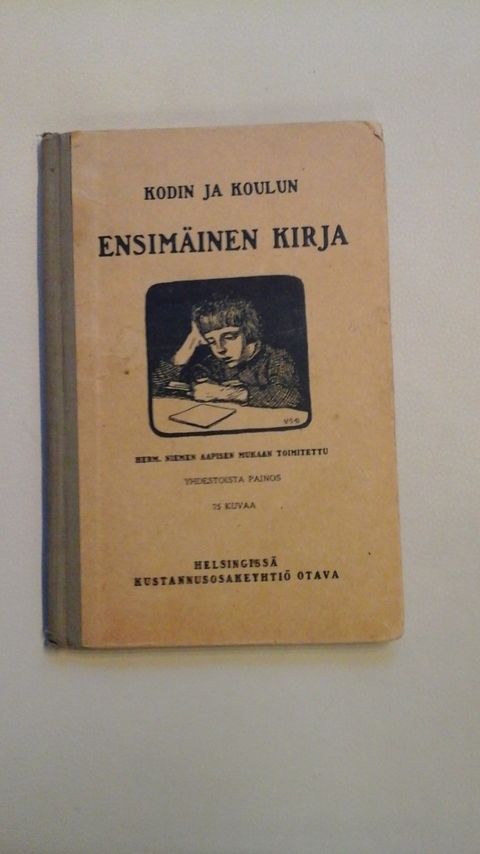 KODIN JA KOULUN
ENSIMÄINEN KIRJA
HERM. NIEMEN AAPISEN MUKAAN TOIMITETTU
YHDESTOISTA PAINOS
75 KUVAA
HELSINGISSÄ
KUSTANNUSOSAKEYHTIÖ OTAVA